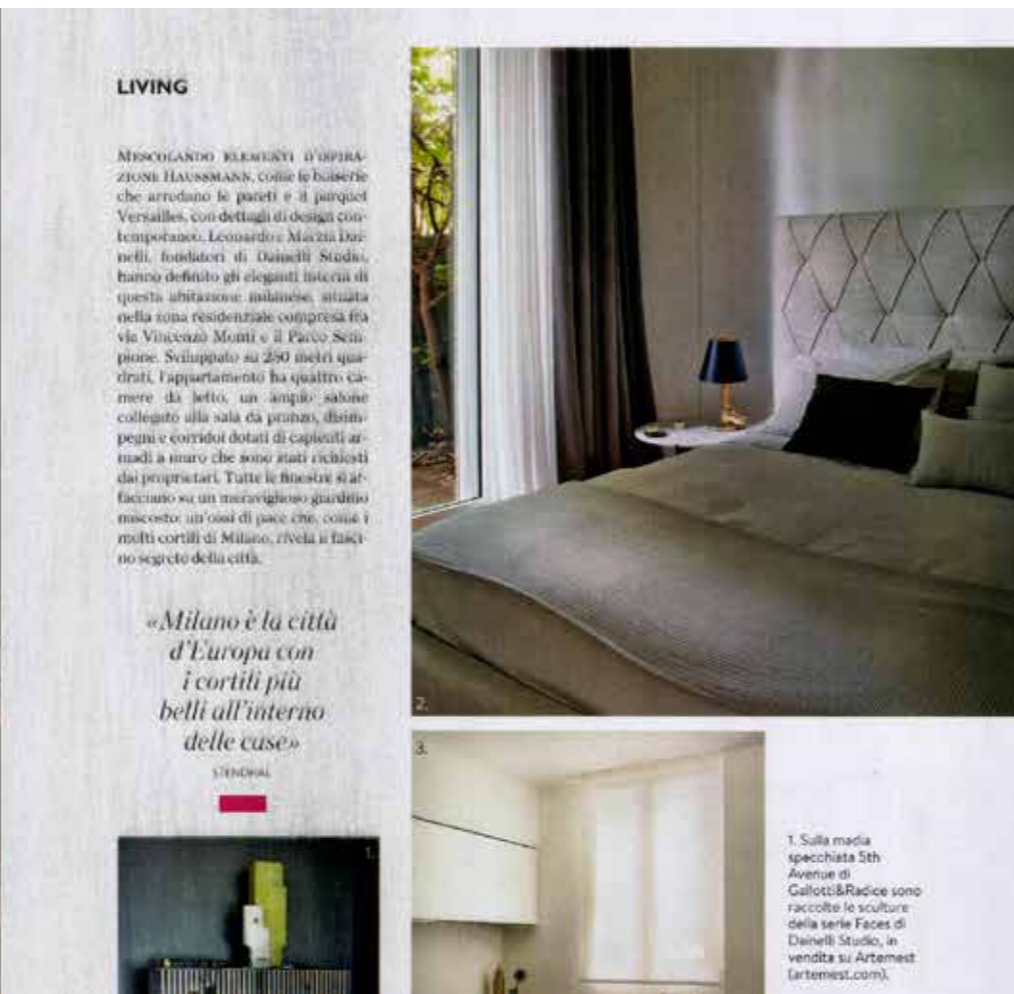 LIVING
MESCOLANDO ELEMENTI D'ISPIRA-
ZIONE HAUSSMANN, come le boiserie
che arredano le pareti e il parquet
Versailles, con dettagli di design con-
temporaneo, Leonardo e Marzia Dai-
nelli, fondatori di Dainelli Studio,
hanno definito gli eleganti interni di
questa abitazione milanese, situata
nella zona residenziale compresa fra
via Vincenzo Monti e il Parco Sem-
pione. Sviluppato su 280 metri qua-
drati, l'appartamento ha quattro ca-
mere da letto, un ampio salone
collegato alla sala da pranzo, disim-
pegni e corridoi dotati di capienti ar-
madi a muro che sono stati richiesti
dai proprietari. Tutte le finestre si af-
facciano su un meraviglioso giardino
nascosto: un'oasi di pace che, come i
molti cortili di Milano, rivela il fasci-
no segreto della città.
«Milano è la città
d'Europa con
i cortili più
belli all'interno
delle case»
STENDHAL
1.
2.
3.
1. Sulla madia
specchiata 5th
Avenue di
Gallotti&Radice sono
raccolte le sculture
della serie Faces di
Dainelli Studio, in
vendita su Artemest
(artemest.com).